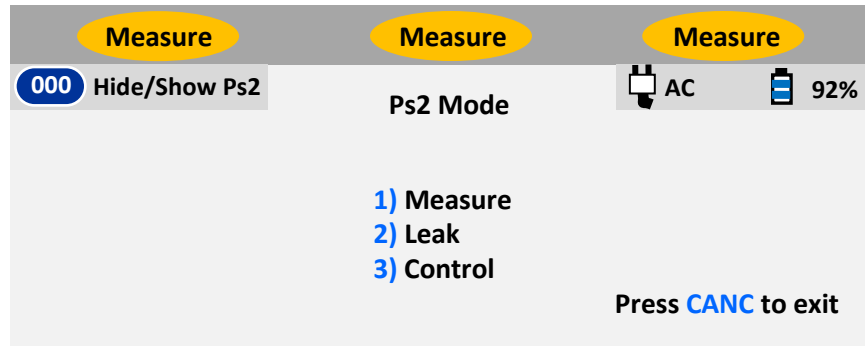 Measure Measure Measure
000 Hide/Show Ps2 AC 92%
Ps2 Mode
1) Measure
2) Leak
3) Control
Press CANC to exit